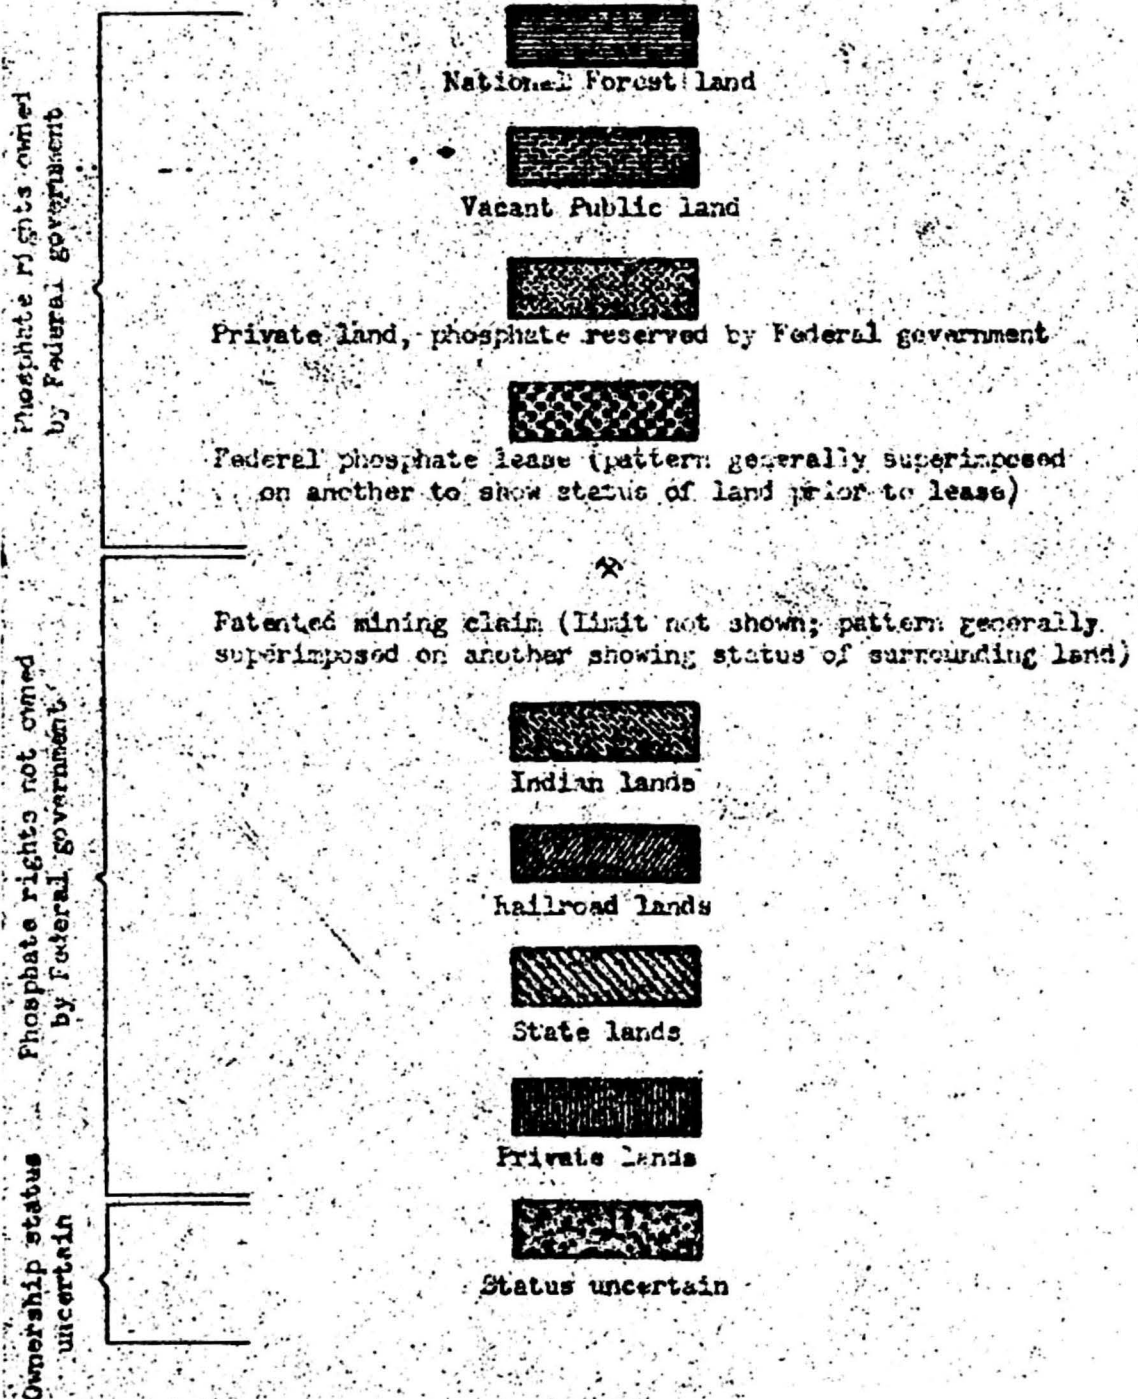 Phosphate rights owned
by Federal government
National Forest land
Vacant Public land
Private land, phosphate reserved by Federal government
Federal phosphate lease (pattern generally superimposed
on another to show status of land prior to lease)
Phosphate rights not owned
by Federal government
Patented mining claim (limit not shown; pattern generally
superimposed on another showing status of surrounding land)
Indian lands
Railroad lands
State lands
Private lands
Ownership status
uncertain
Status uncertain